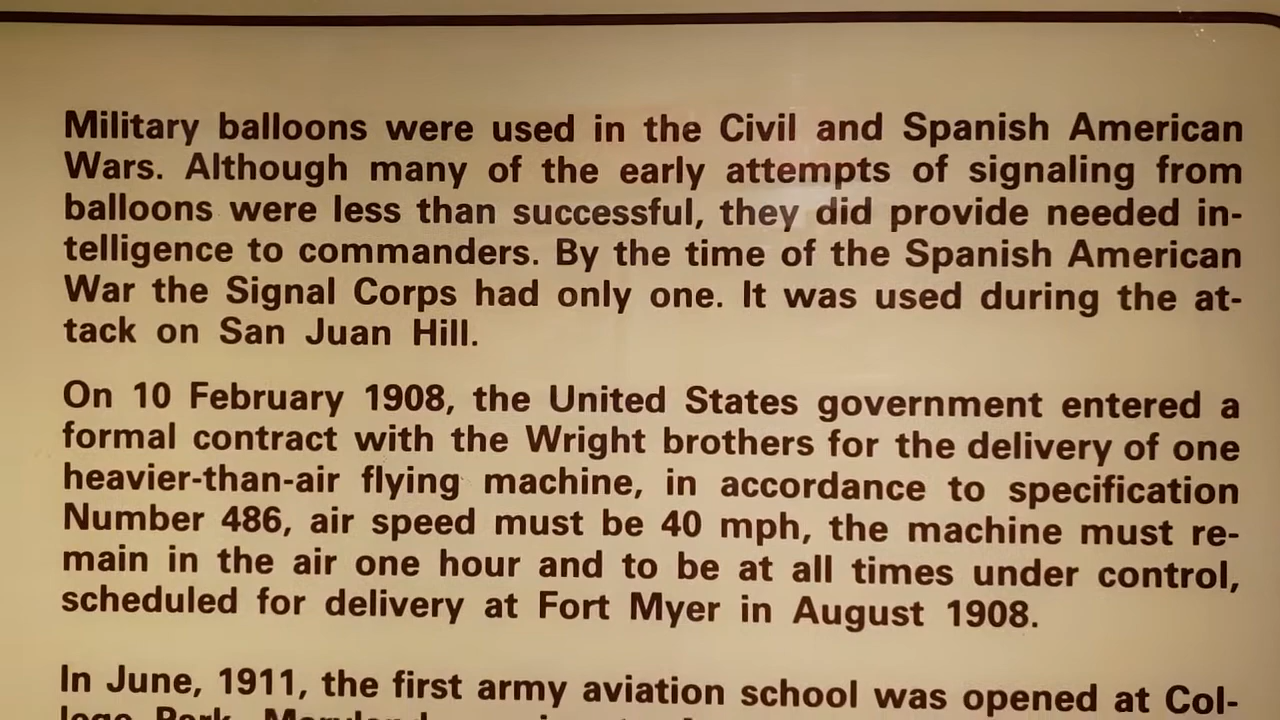 Military balloons were used in the Civil and Spanish American
Wars. Although many of the early attempts of signaling from
balloons were less than successful, they did provide needed in-
telligence to commanders. By the time of the Spanish American
War the Signal Corps had only one. It was used during the at-
tack on San Juan Hill.
On 10 February 1908, the United States government entered a
formal contract with the Wright brothers for the delivery of one
heavier-than-air flying machine, in accordance to specification
Number 486, air speed must be 40 mph, the machine must re-
main in the air one hour and to be at all times under control,
scheduled for delivery at Fort Myer in August 1908.
In June, 1911, the first army aviation school was opened at Col-
lege Park, Maryland